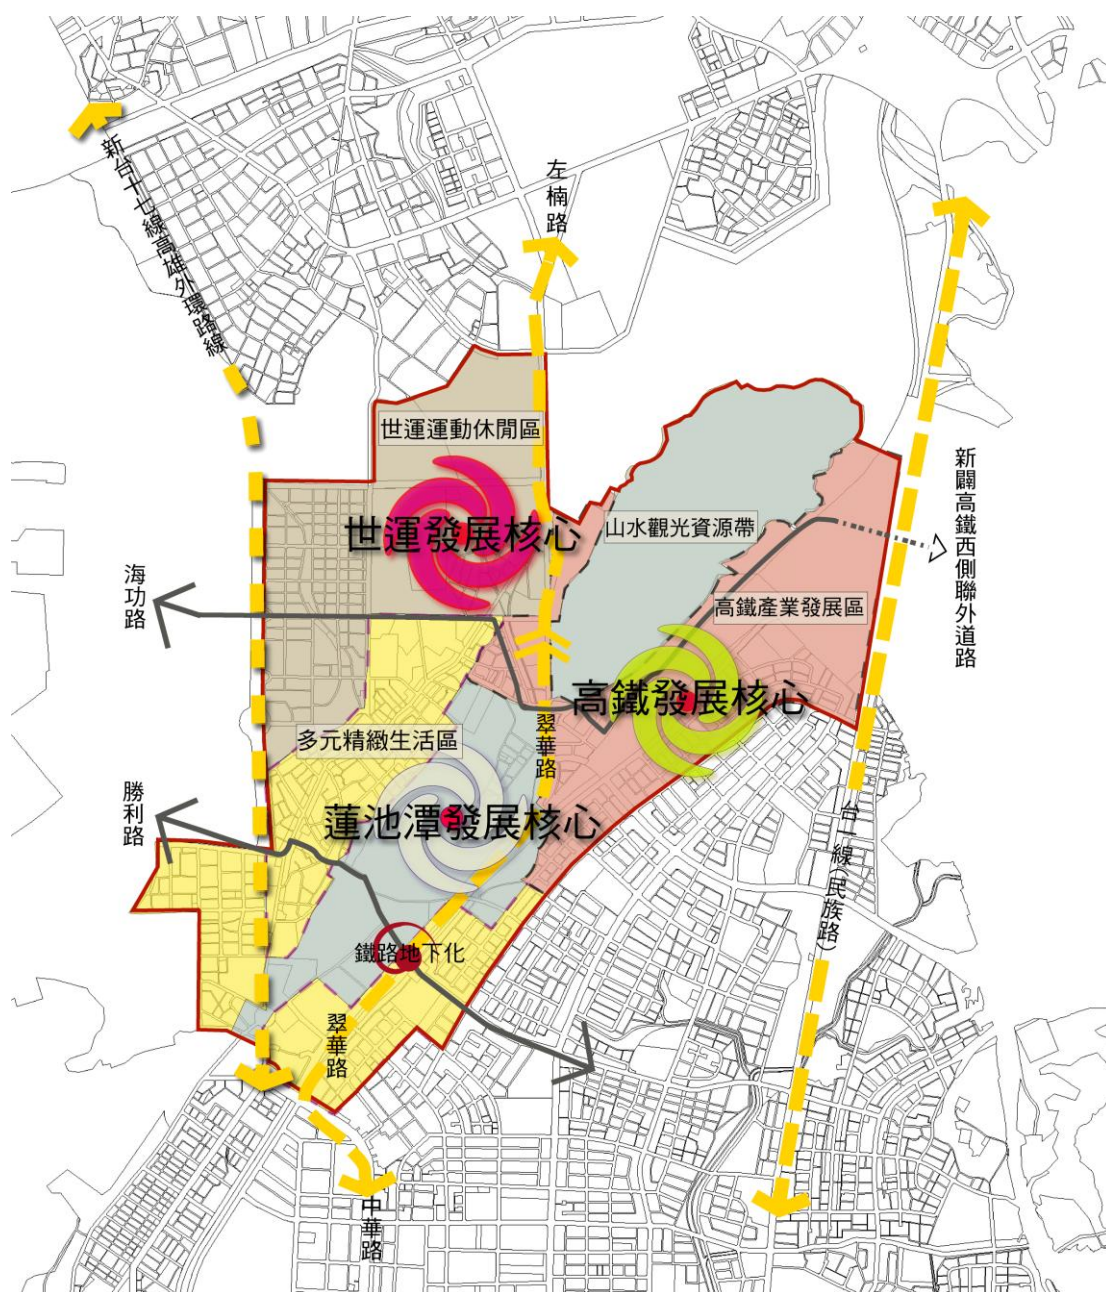 新台十七線高雄外環路線
左楠路
世運運動休閒區
世運發展核心
山水觀光資源帶
新闢高鐵西側聯外道路
海功路
高鐵產業發展區
高鐵發展核心
翠華路
多元精緻生活區
勝利路
蓮池潭發展核心
台一線(民族路)
鐵路地下化
翠華路
中華路